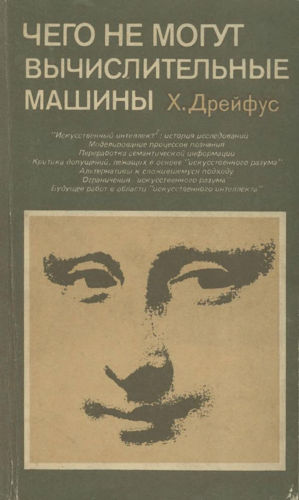 ЧЕГО НЕ МОГУТ
ВЫЧИСЛИТЕЛЬНЫЕ
МАШИНЫ Х. Дрейфус
"Искусственный интеллект": история исследований
Моделирование процессов познания
Переработка семантической информации
Критика допущений, лежащих в основе "искусственного разума"
Альтернативы к сложившемуся подходу
Ограничения "искусственного разума"
Будущее работ в области "искусственного интеллекта"